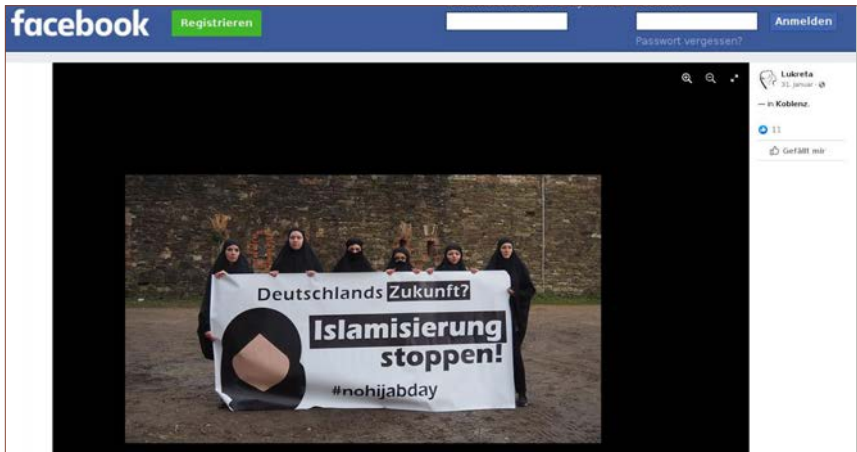 facebook
Registrieren
Anmelden
Passwort vergessen?
Lukreta
31. Januar ·
— in Koblenz.
11
Gefällt mir
Deutschlands Zukunft?
Islamisierung
stoppen!
#nohijabday